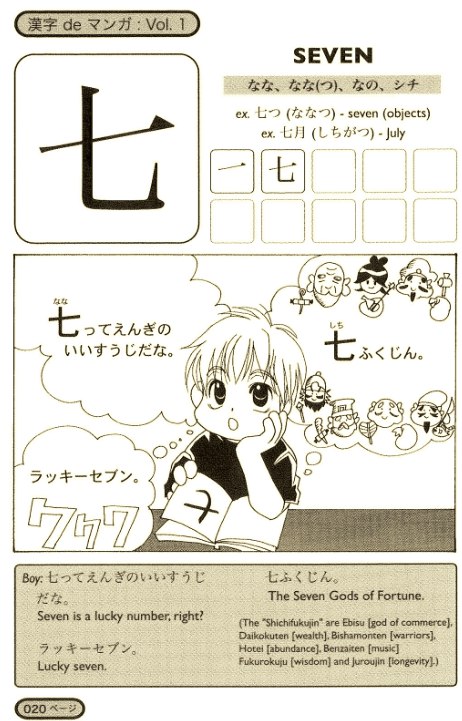 漢字 de マンガ : Vol. 1
七
SEVEN
なな、なな(つ)、なの、シチ
ex. 七つ (ななつ) - seven (objects)
ex. 七月 (しちがつ) - July
一 七
なな
七ってえんぎの
いいすうじだな。
しち
七ふくじん。
ラッキーセブン。
777
七
Boy: 七ってえんぎのいいすうじ
だな。
Seven is a lucky number, right?
ラッキーセブン。
Lucky seven.
七ふくじん。
The Seven Gods of Fortune.
(The "Shichifukujin" are Ebisu [god of commerce],
Daikokuten [wealth], Bishamonten [warriors],
Hotei [abundance], Benzaiten [music]
Fukurokuju [wisdom] and Juroujin [longevity].)
020 ページ